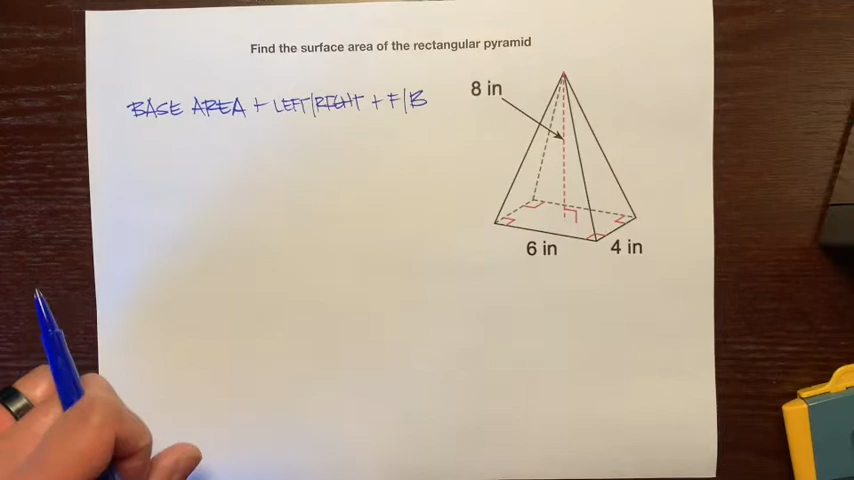 Find the surface area of the rectangular pyramid
BASE AREA + LEFT/RIGHT + F/B
8 in
6 in
4 in